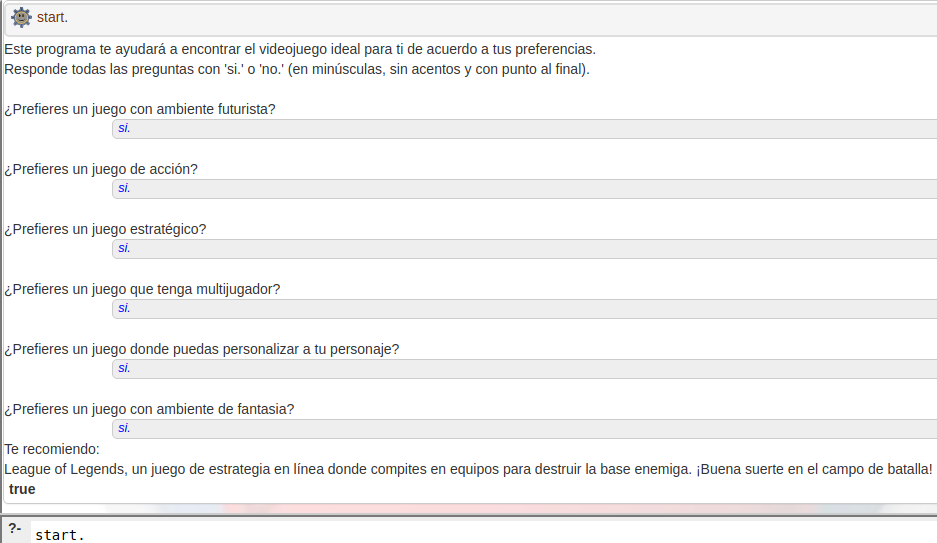 start.
Este programa te ayudará a encontrar el videojuego ideal para ti de acuerdo a tus preferencias.
Responde todas las preguntas con 'si.' o 'no.' (en minúsculas, sin acentos y con punto al final).
¿Prefieres un juego con ambiente futurista?
si.
¿Prefieres un juego de acción?
si.
¿Prefieres un juego estratégico?
si.
¿Prefieres un juego que tenga multijugador?
si.
¿Prefieres un juego donde puedas personalizar a tu personaje?
si.
¿Prefieres un juego con ambiente de fantasia?
si.
Te recomiendo:
League of Legends, un juego de estrategia en línea donde compites en equipos para destruir la base enemiga. ¡Buena suerte en el campo de batalla!
true
?- start.